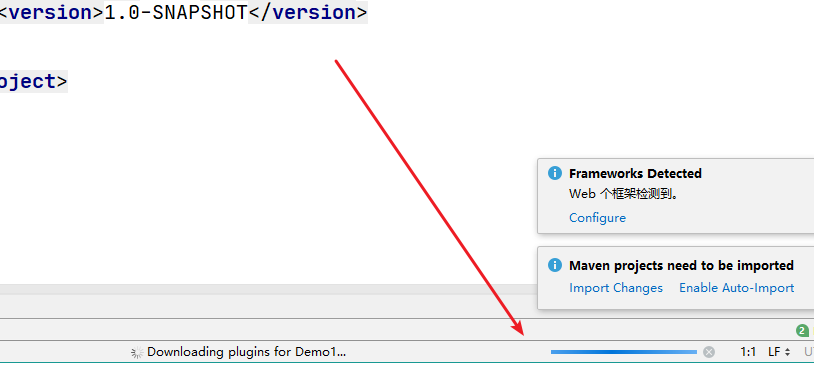 <version>1.0-SNAPSHOT</version>
oject>
Frameworks Detected
Web 个框架检测到。
Configure
Maven projects need to be imported
Import Changes Enable Auto-Import
2
Downloading plugins for Demo1... 1:1 LF U